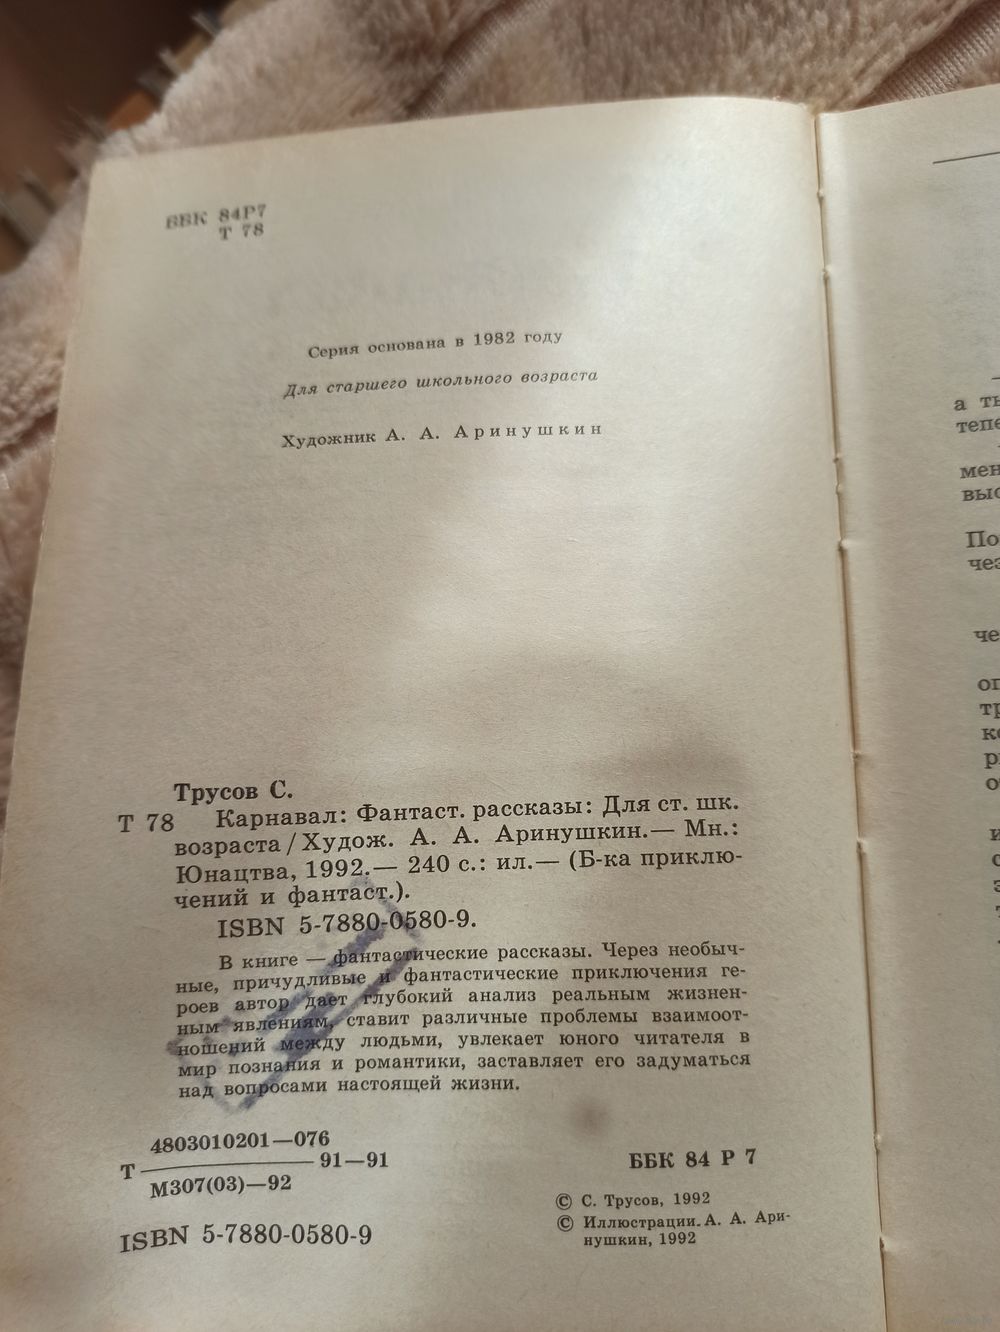 ББК 84Р7
Т 78
Серия основана в 1982 году
Для старшего школьного возраста
Художник А. А. Аринушкин
Трусов С.
Т 78 Карнавал: Фантаст. рассказы: Для ст. шк.
возраста / Худож. А. А. Аринушкин.— Мн.:
Юнацтва, 1992.— 240 с.: ил.— (Б-ка приклю-
чений и фантаст.).
ISBN 5-7880-0580-9.
В книге — фантастические рассказы. Через необыч-
ные, причудливые и фантастические приключения ге-
роев автор дает глубокий анализ реальным жизнен-
ным явлениям, ставит различные проблемы взаимоот-
ношений между людьми, увлекает юного читателя в
мир познания и романтики, заставляет его задуматься
над вопросами настоящей жизни.
4803010201—076
Т 91—91
М307(03)—92
ББК 84 Р 7
ISBN 5-7880-0580-9
© С. Трусов, 1992
© Иллюстрации. А. А. Ари-
нушкин, 1992
а
По